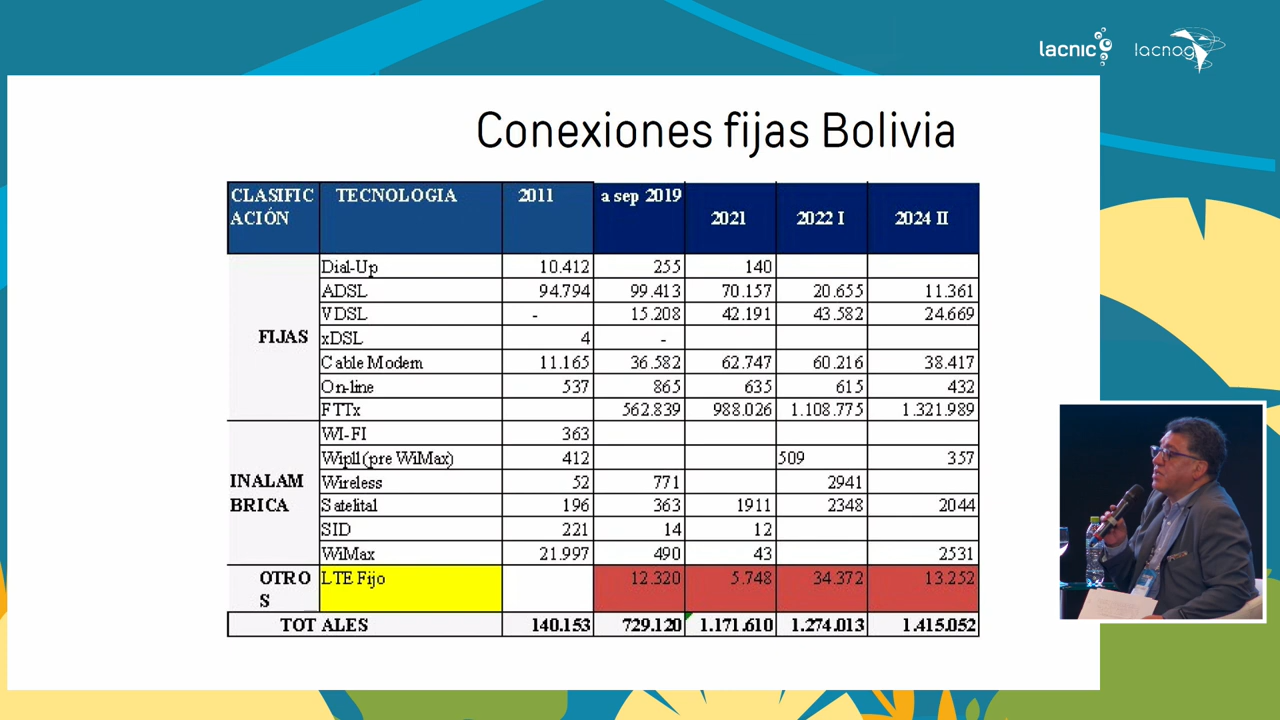 lacnic
lacnog
Conexiones fijas Bolivia
CLASIFIC
ACIÓN
TECNOLOGIA
2011
a sep 2019
2021
2022 I
2024 II
FIJAS
Dial-Up 10.412 255 140
ADSL 94.794 99.413 70.157 20.655 11.361
VDSL - 15.208 42.191 43.582 24.669
xDSL 4 -
Cable Modem 11.165 36.582 62.747 60.216 38.417
On-line 537 865 635 615 432
FTTx 562.839 988.026 1.108.775 1.321.989
INALAM
BRICA
WI-FI 363
Wipll(pre WiMax) 412 509 357
Wireless 52 771 2941
Satelital 196 363 1911 2348 2044
SID 221 14 12
WiMax 21.997 490 43 2531
OTRO
S
LTE Fijo 12.320 5.748 34.372 13.252
TOTALES 140.153 729.120 1.171.610 1.274.013 1.415.052